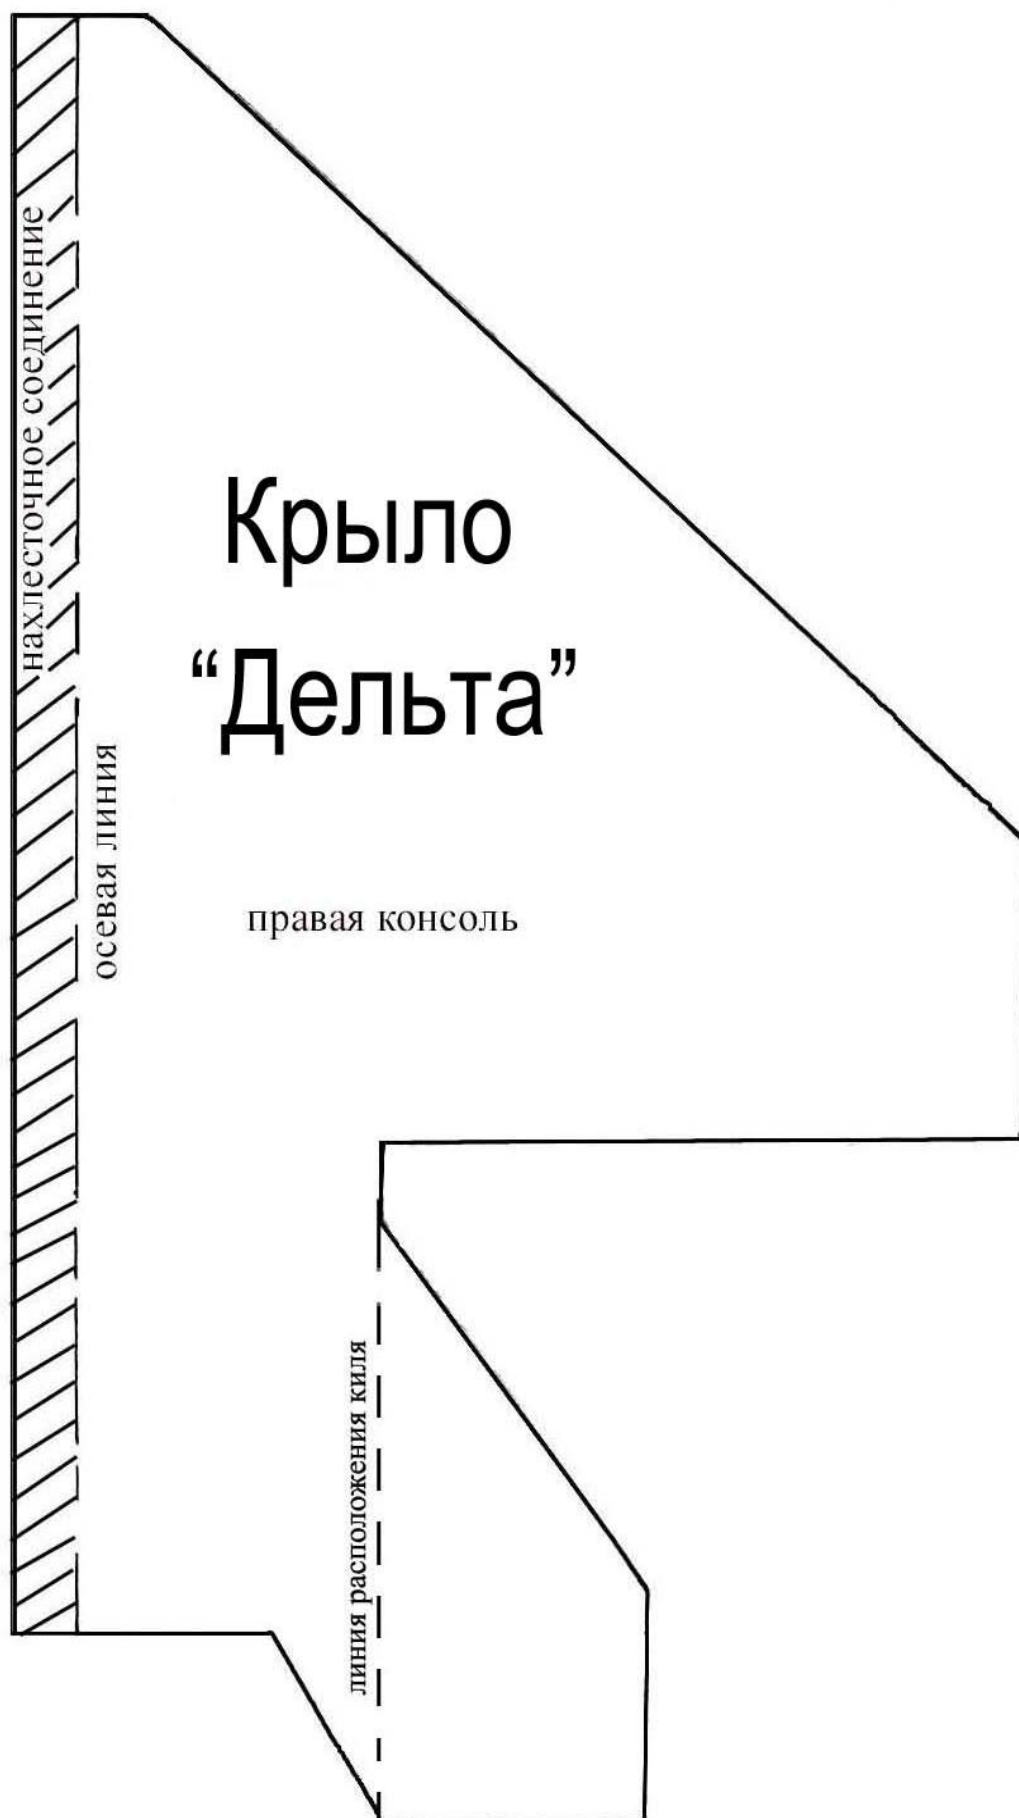 нахлесточное соединение
Крыло
“Дельта”
осевая линия
правая консоль
линия расположения киля